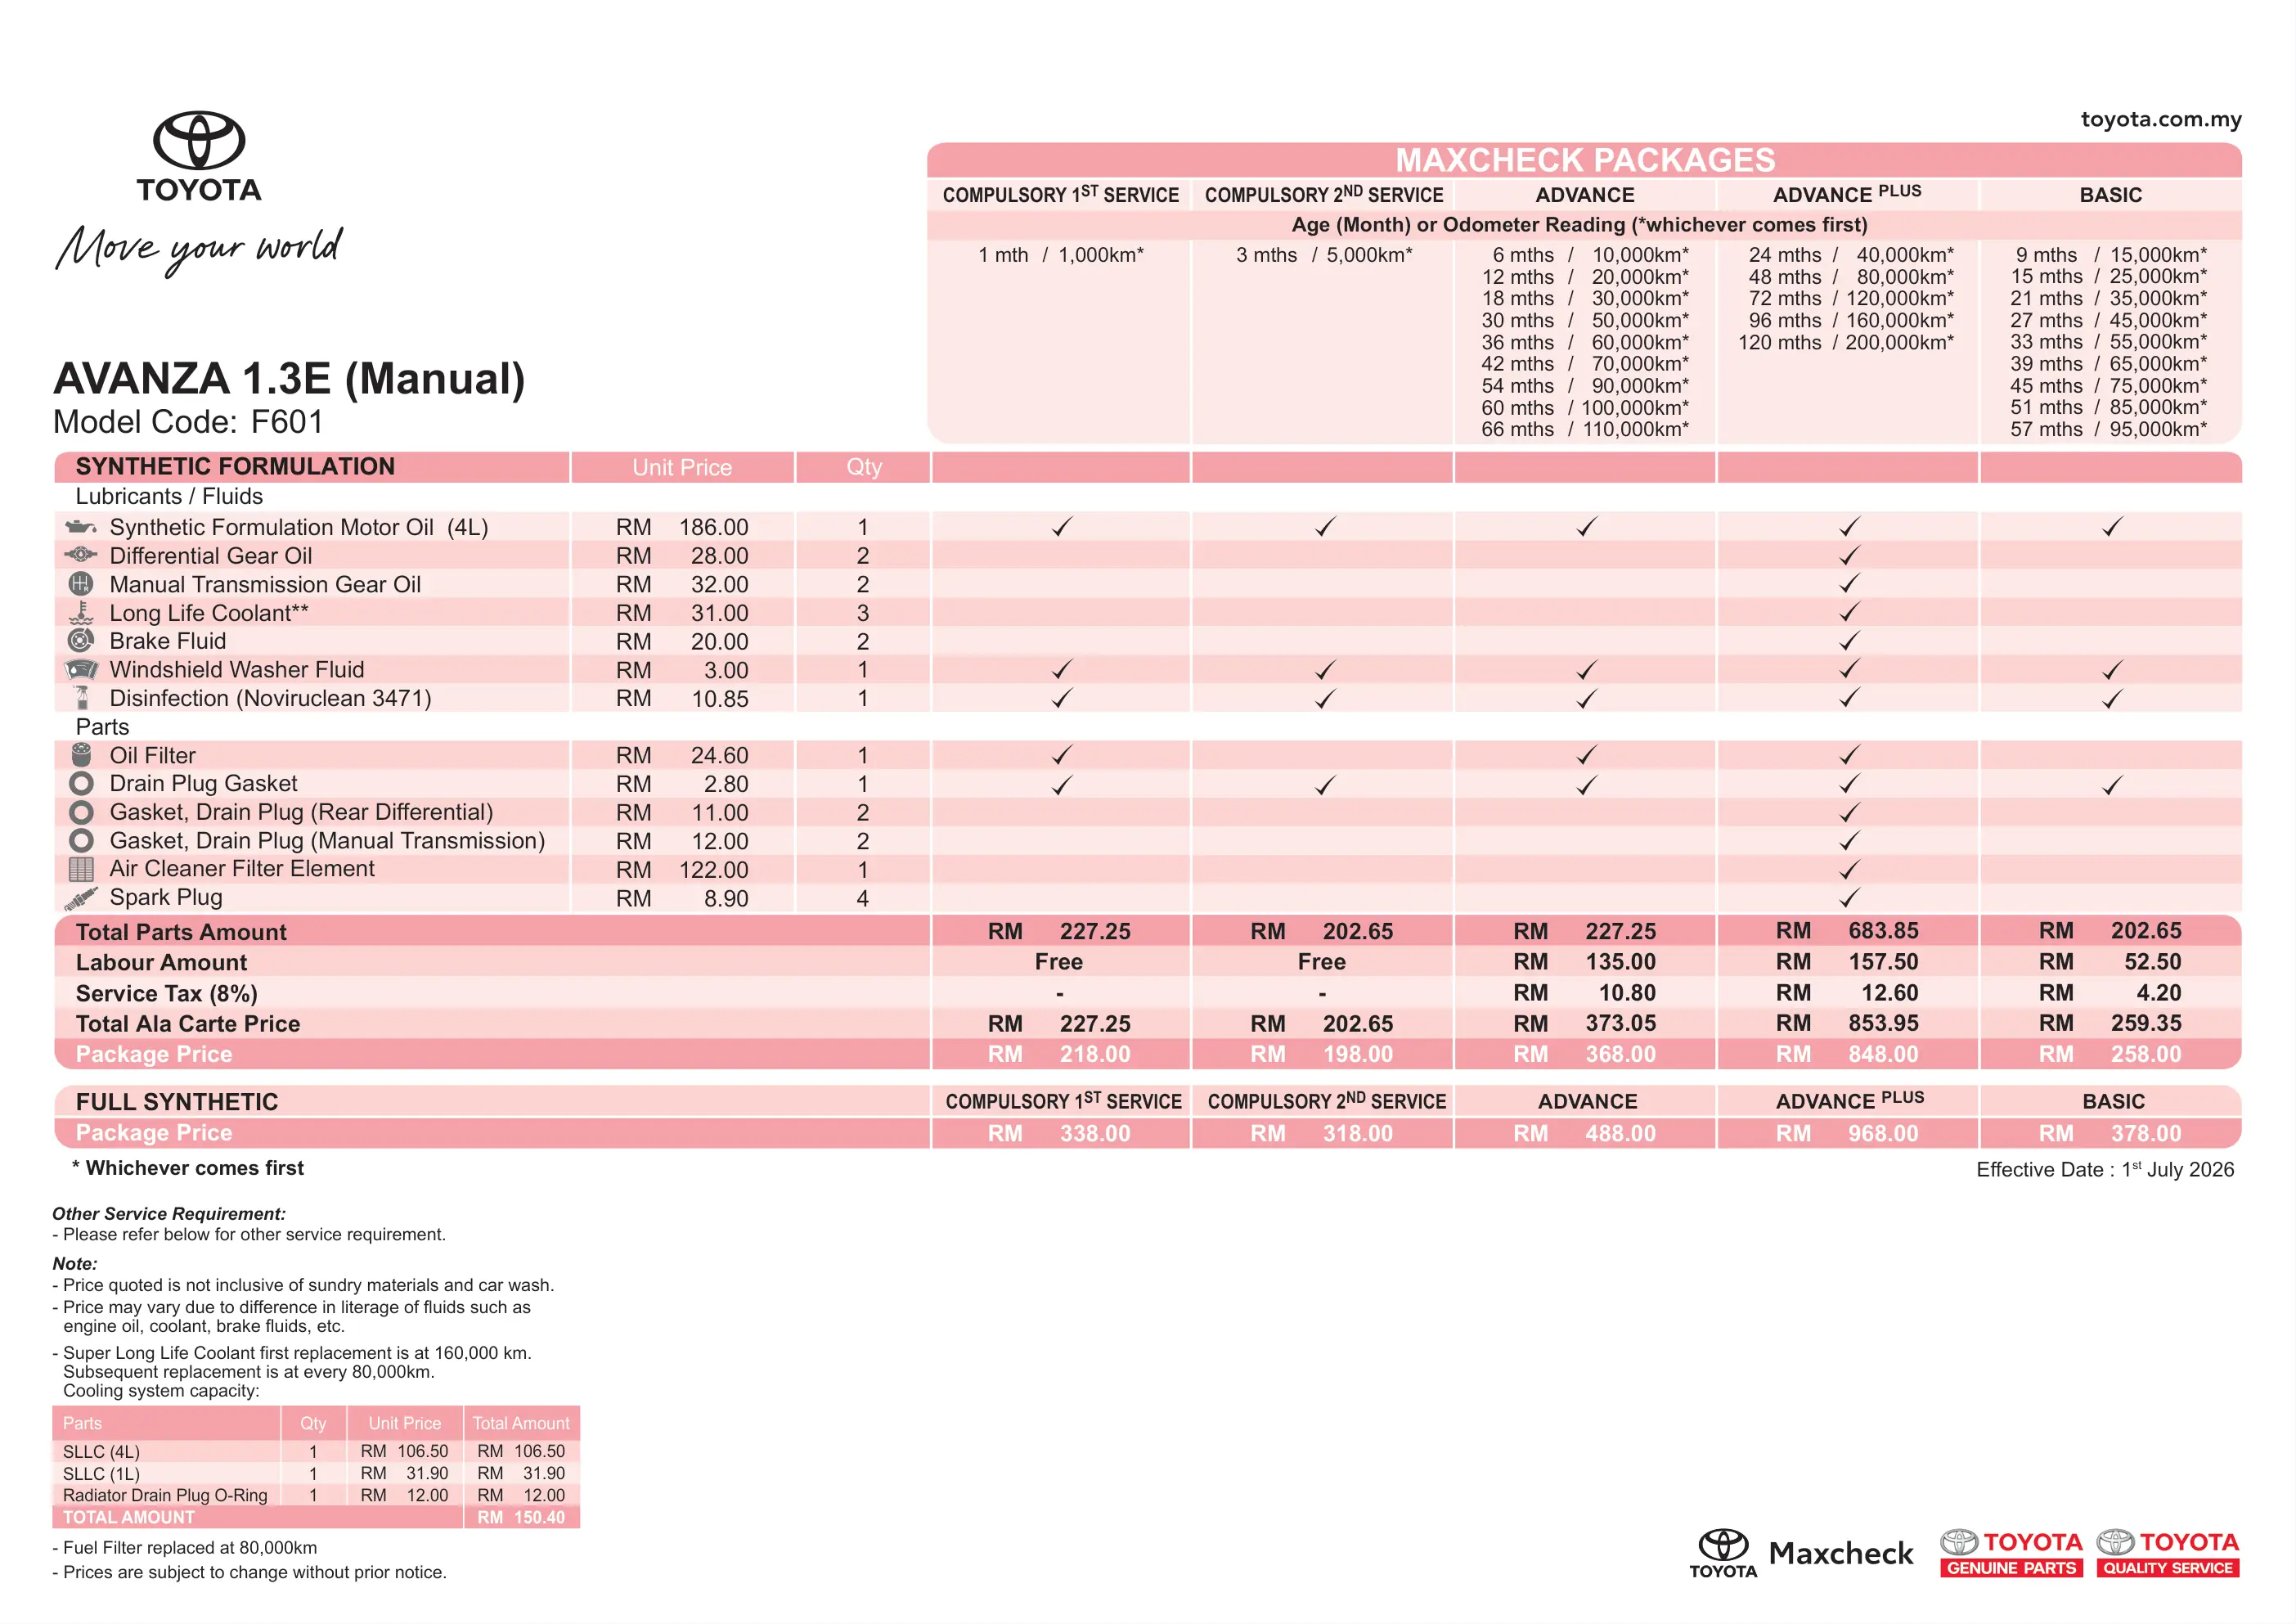 toyota.com.my
TOYOTA
Move your world
AVANZA 1.3E (Manual)
Model Code: F601
MAXCHECK PACKAGES
COMPULSORY 1ST SERVICE COMPULSORY 2ND SERVICE ADVANCE ADVANCE PLUS BASIC
Age (Month) or Odometer Reading (*whichever comes first)
1 mth / 1,000km* 3 mths / 5,000km* 6 mths / 10,000km* 24 mths / 40,000km* 9 mths / 15,000km*
12 mths / 20,000km* 48 mths / 80,000km* 15 mths / 25,000km*
18 mths / 30,000km* 72 mths / 120,000km* 21 mths / 35,000km*
30 mths / 50,000km* 96 mths / 160,000km* 27 mths / 45,000km*
36 mths / 60,000km* 120 mths / 200,000km* 33 mths / 55,000km*
42 mths / 70,000km* 39 mths / 65,000km*
54 mths / 90,000km* 45 mths / 75,000km*
60 mths / 100,000km* 51 mths / 85,000km*
66 mths / 110,000km* 57 mths / 95,000km*
SYNTHETIC FORMULATION Unit Price Qty
Lubricants / Fluids
Synthetic Formulation Motor Oil (4L) RM 186.00 1 ✓ ✓ ✓ ✓ ✓
Differential Gear Oil RM 28.00 2 ✓
Manual Transmission Gear Oil RM 32.00 2 ✓
Long Life Coolant** RM 31.00 3 ✓
Brake Fluid RM 20.00 2 ✓
Windshield Washer Fluid RM 3.00 1 ✓ ✓ ✓ ✓ ✓
Disinfection (Noviruclean 3471) RM 10.85 1 ✓ ✓ ✓ ✓ ✓
Parts
Oil Filter RM 24.60 1 ✓ ✓ ✓
Drain Plug Gasket RM 2.80 1 ✓ ✓ ✓ ✓ ✓
Gasket, Drain Plug (Rear Differential) RM 11.00 2 ✓
Gasket, Drain Plug (Manual Transmission) RM 12.00 2 ✓
Air Cleaner Filter Element RM 122.00 1 ✓
Spark Plug RM 8.90 4 ✓
Total Parts Amount RM 227.25 RM 202.65 RM 227.25 RM 683.85 RM 202.65
Labour Amount Free Free RM 135.00 RM 157.50 RM 52.50
Service Tax (8%) - - RM 10.80 RM 12.60 RM 4.20
Total Ala Carte Price RM 227.25 RM 202.65 RM 373.05 RM 853.95 RM 259.35
Package Price RM 218.00 RM 198.00 RM 368.00 RM 848.00 RM 258.00
FULL SYNTHETIC COMPULSORY 1ST SERVICE COMPULSORY 2ND SERVICE ADVANCE ADVANCE PLUS BASIC
Package Price RM 338.00 RM 318.00 RM 488.00 RM 968.00 RM 378.00
* Whichever comes first
Effective Date : 1st July 2026
Other Service Requirement:
- Please refer below for other service requirement.
Note:
- Price quoted is not inclusive of sundry materials and car wash.
- Price may vary due to difference in literage of fluids such as
engine oil, coolant, brake fluids, etc.
- Super Long Life Coolant first replacement is at 160,000 km.
Subsequent replacement is at every 80,000km.
Cooling system capacity:
Parts Qty Unit Price Total Amount
SLLC (4L) 1 RM 106.50 RM 106.50
SLLC (1L) 1 RM 31.90 RM 31.90
Radiator Drain Plug O-Ring 1 RM 12.00 RM 12.00
TOTAL AMOUNT RM 150.40
- Fuel Filter replaced at 80,000km
- Prices are subject to change without prior notice.
TOYOTA Maxcheck
TOYOTA GENUINE PARTS
TOYOTA QUALITY SERVICE